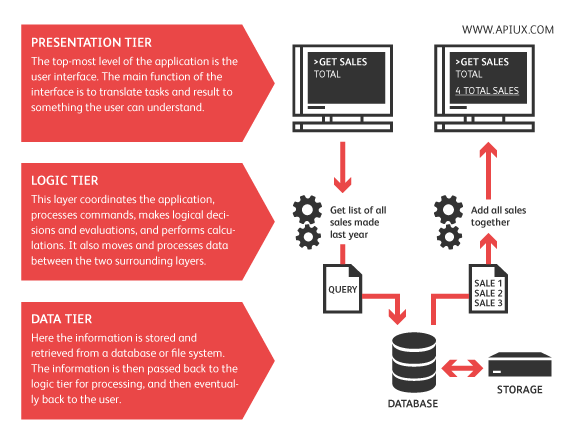 WWW.APIUX.COM
PRESENTATION TIER
The top-most level of the application is the
user interface. The main function of the
interface is to translate tasks and result to
something the user can understand.
>GET SALES
TOTAL
>GET SALES
TOTAL
4 TOTAL SALES
LOGIC TIER
This layer coordinates the application,
processes commands, makes logical deci-
sions and evaluations, and performs calcu-
lations. It also moves and processes data
between the two surrounding layers.
Get list of all
sales made
last year
Add all sales
together
QUERY
SALE 1
SALE 2
SALE 3
DATA TIER
Here the information is stored and
retrieved from a database or file system.
The information is then passed back to the
logic tier for processing, and then eventual-
ly back to the user.
DATABASE
STORAGE